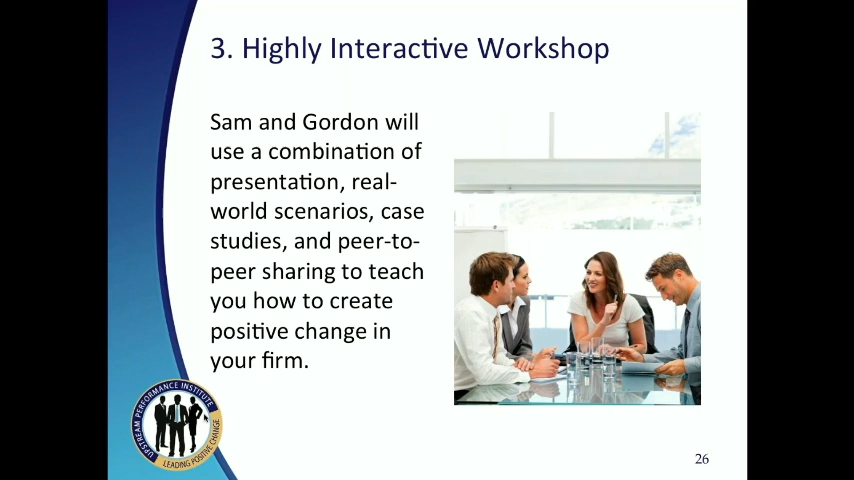 3. Highly Interactive Workshop
Sam and Gordon will
use a combination of
presentation, real-
world scenarios, case
studies, and peer-to-
peer sharing to teach
you how to create
positive change in
your firm.
UPSTREAM PERFORMANCE INSTITUTE
LEADING POSITIVE CHANGE
26